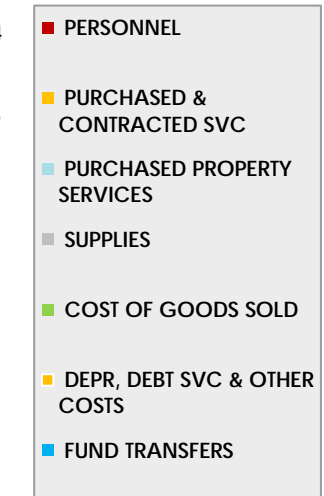 PERSONNEL
PURCHASED &
CONTRACTED SVC
PURCHASED PROPERTY
SERVICES
SUPPLIES
COST OF GOODS SOLD
DEPR, DEBT SVC & OTHER
COSTS
FUND TRANSFERS